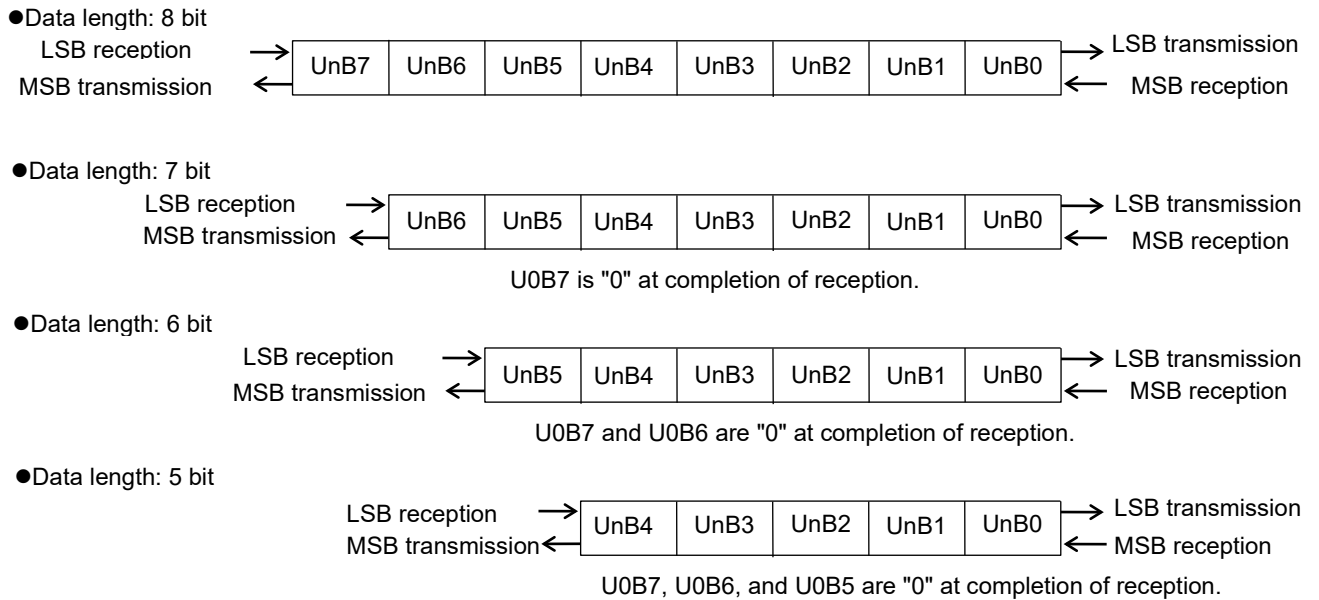 ●Data length: 8 bit
LSB reception UnB7 UnB6 UnB5 UnB4 UnB3 UnB2 UnB1 UnB0 LSB transmission
MSB transmission MSB reception
●Data length: 7 bit
LSB reception UnB6 UnB5 UnB4 UnB3 UnB2 UnB1 UnB0 LSB transmission
MSB transmission MSB reception
U0B7 is "0" at completion of reception.
●Data length: 6 bit
LSB reception UnB5 UnB4 UnB3 UnB2 UnB1 UnB0 LSB transmission
MSB transmission MSB reception
U0B7 and U0B6 are "0" at completion of reception.
●Data length: 5 bit
LSB reception UnB4 UnB3 UnB2 UnB1 UnB0 LSB transmission
MSB transmission MSB reception
U0B7, U0B6, and U0B5 are "0" at completion of reception.